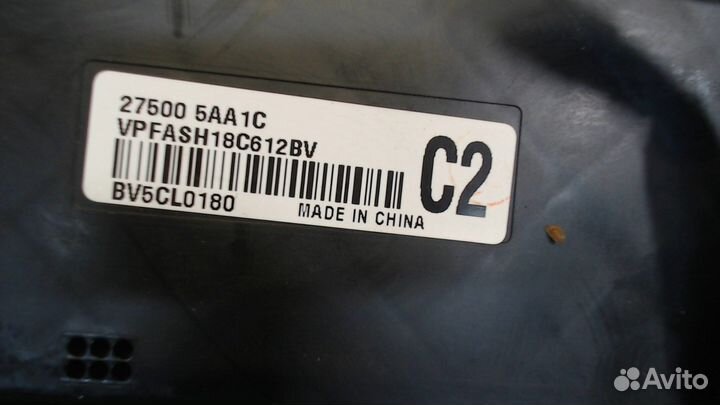 27500 5AA1C
VPFASH18C612BV
C2
BV5CL0180
MADE IN CHINA
Avito